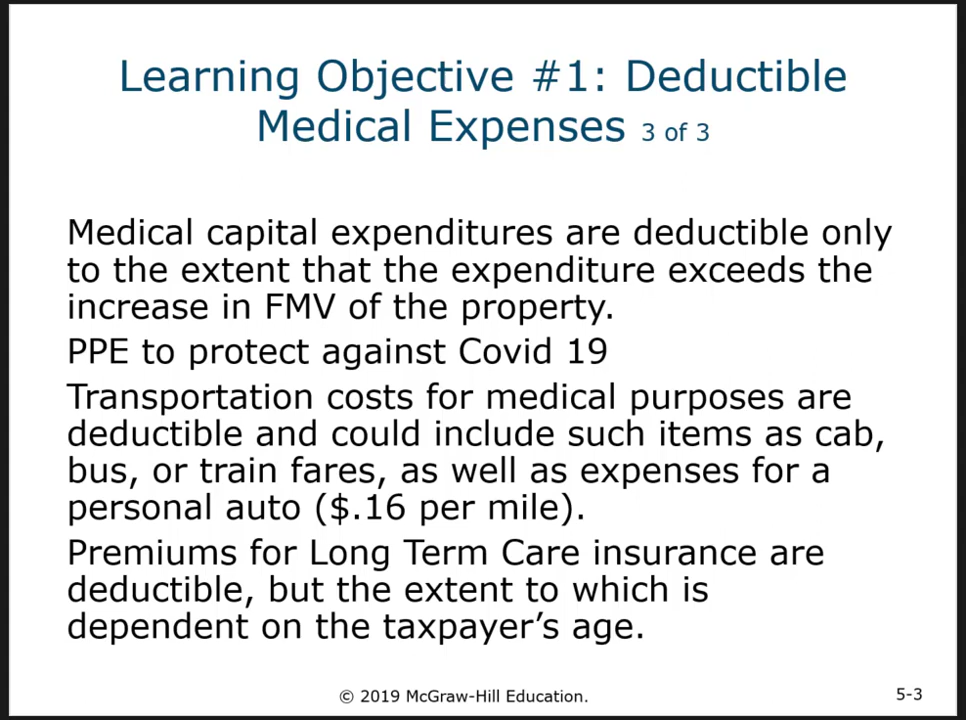 Learning Objective #1: Deductible
Medical Expenses 3 of 3
Medical capital expenditures are deductible only
to the extent that the expenditure exceeds the
increase in FMV of the property.
PPE to protect against Covid 19
Transportation costs for medical purposes are
deductible and could include such items as cab,
bus, or train fares, as well as expenses for a
personal auto ($.16 per mile).
Premiums for Long Term Care insurance are
deductible, but the extent to which is
dependent on the taxpayer’s age.
© 2019 McGraw-Hill Education.
5-3